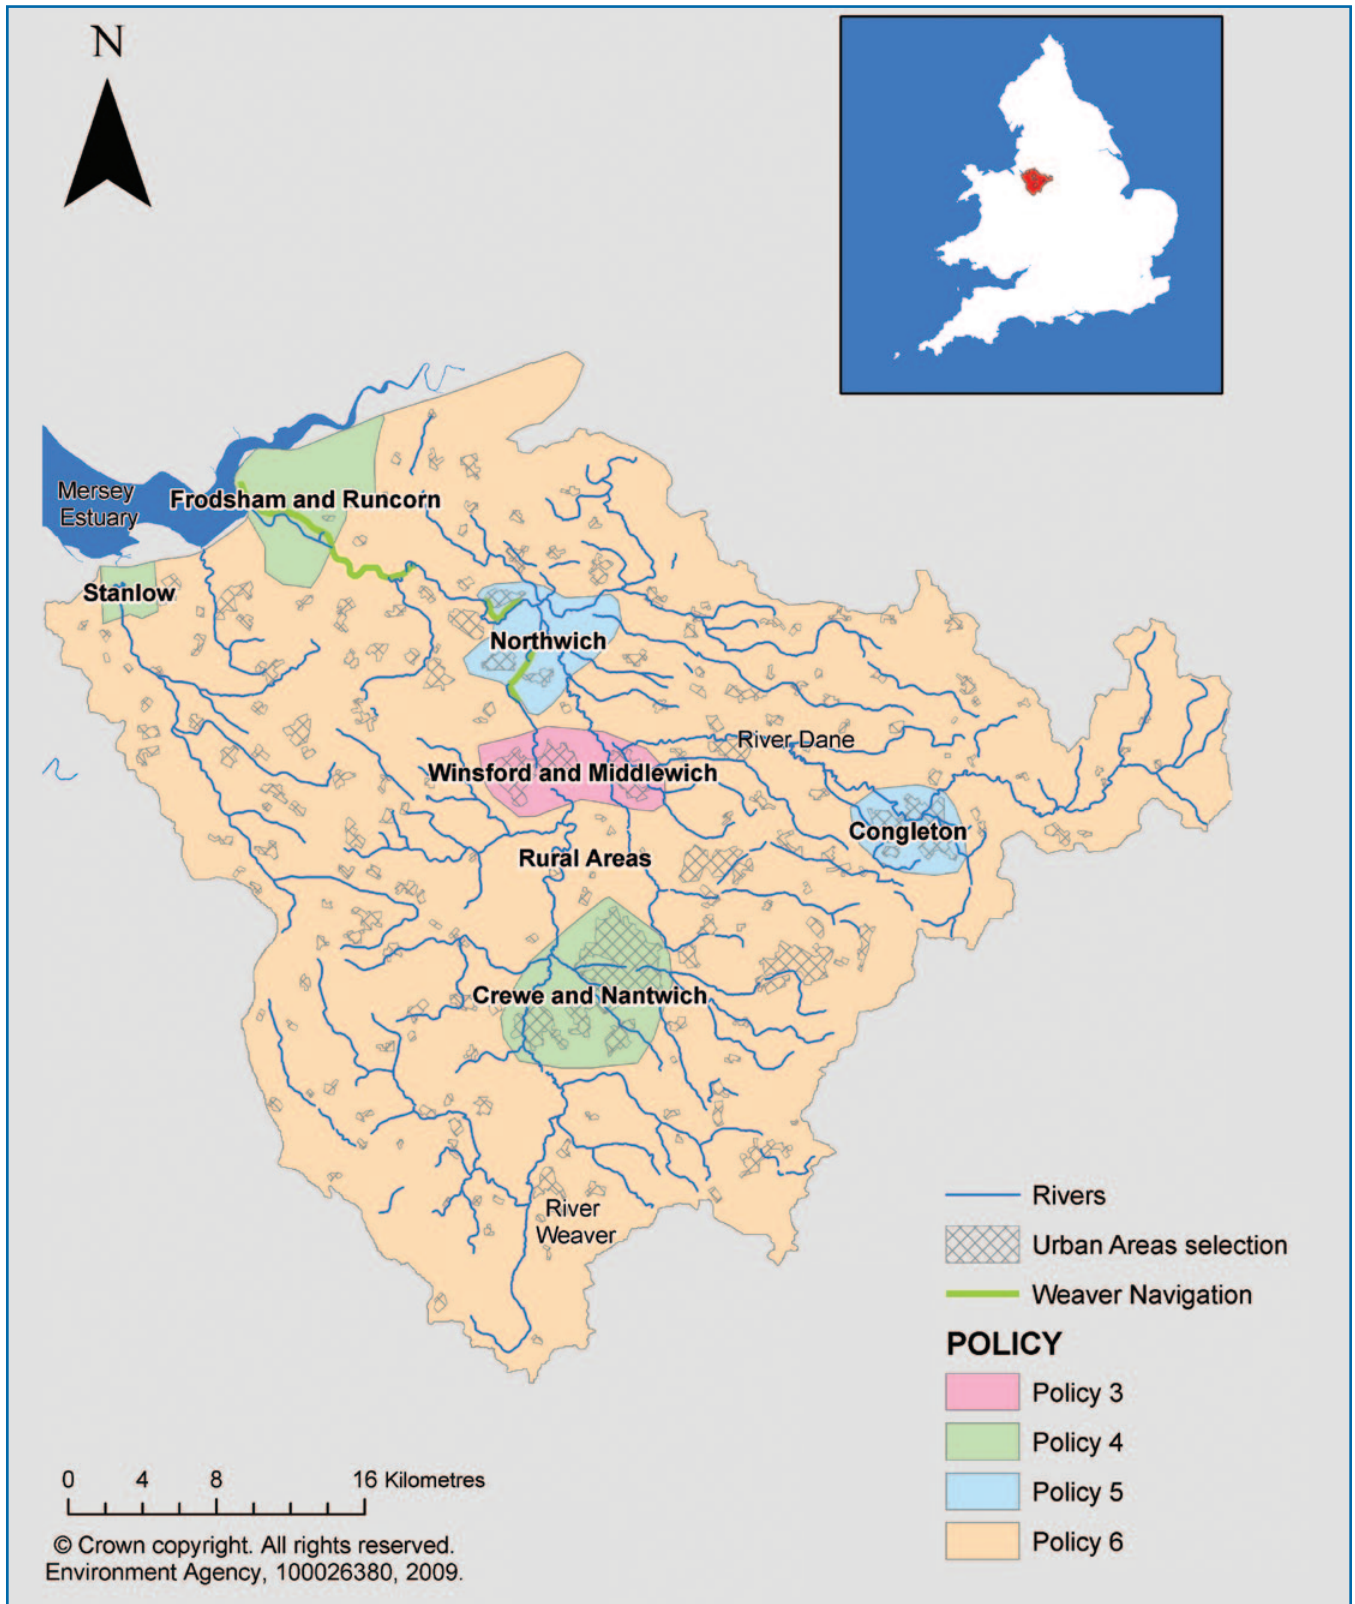 N
Mersey
Estuary
Frodsham and Runcorn
Stanlow
Northwich
River Dane
Winsford and Middlewich
Congleton
Rural Areas
Crewe and Nantwich
River
Weaver
Rivers
Urban Areas selection
Weaver Navigation
POLICY
Policy 3
Policy 4
Policy 5
Policy 6
0 4 8 16 Kilometres
© Crown copyright. All rights reserved.
Environment Agency, 100026380, 2009.